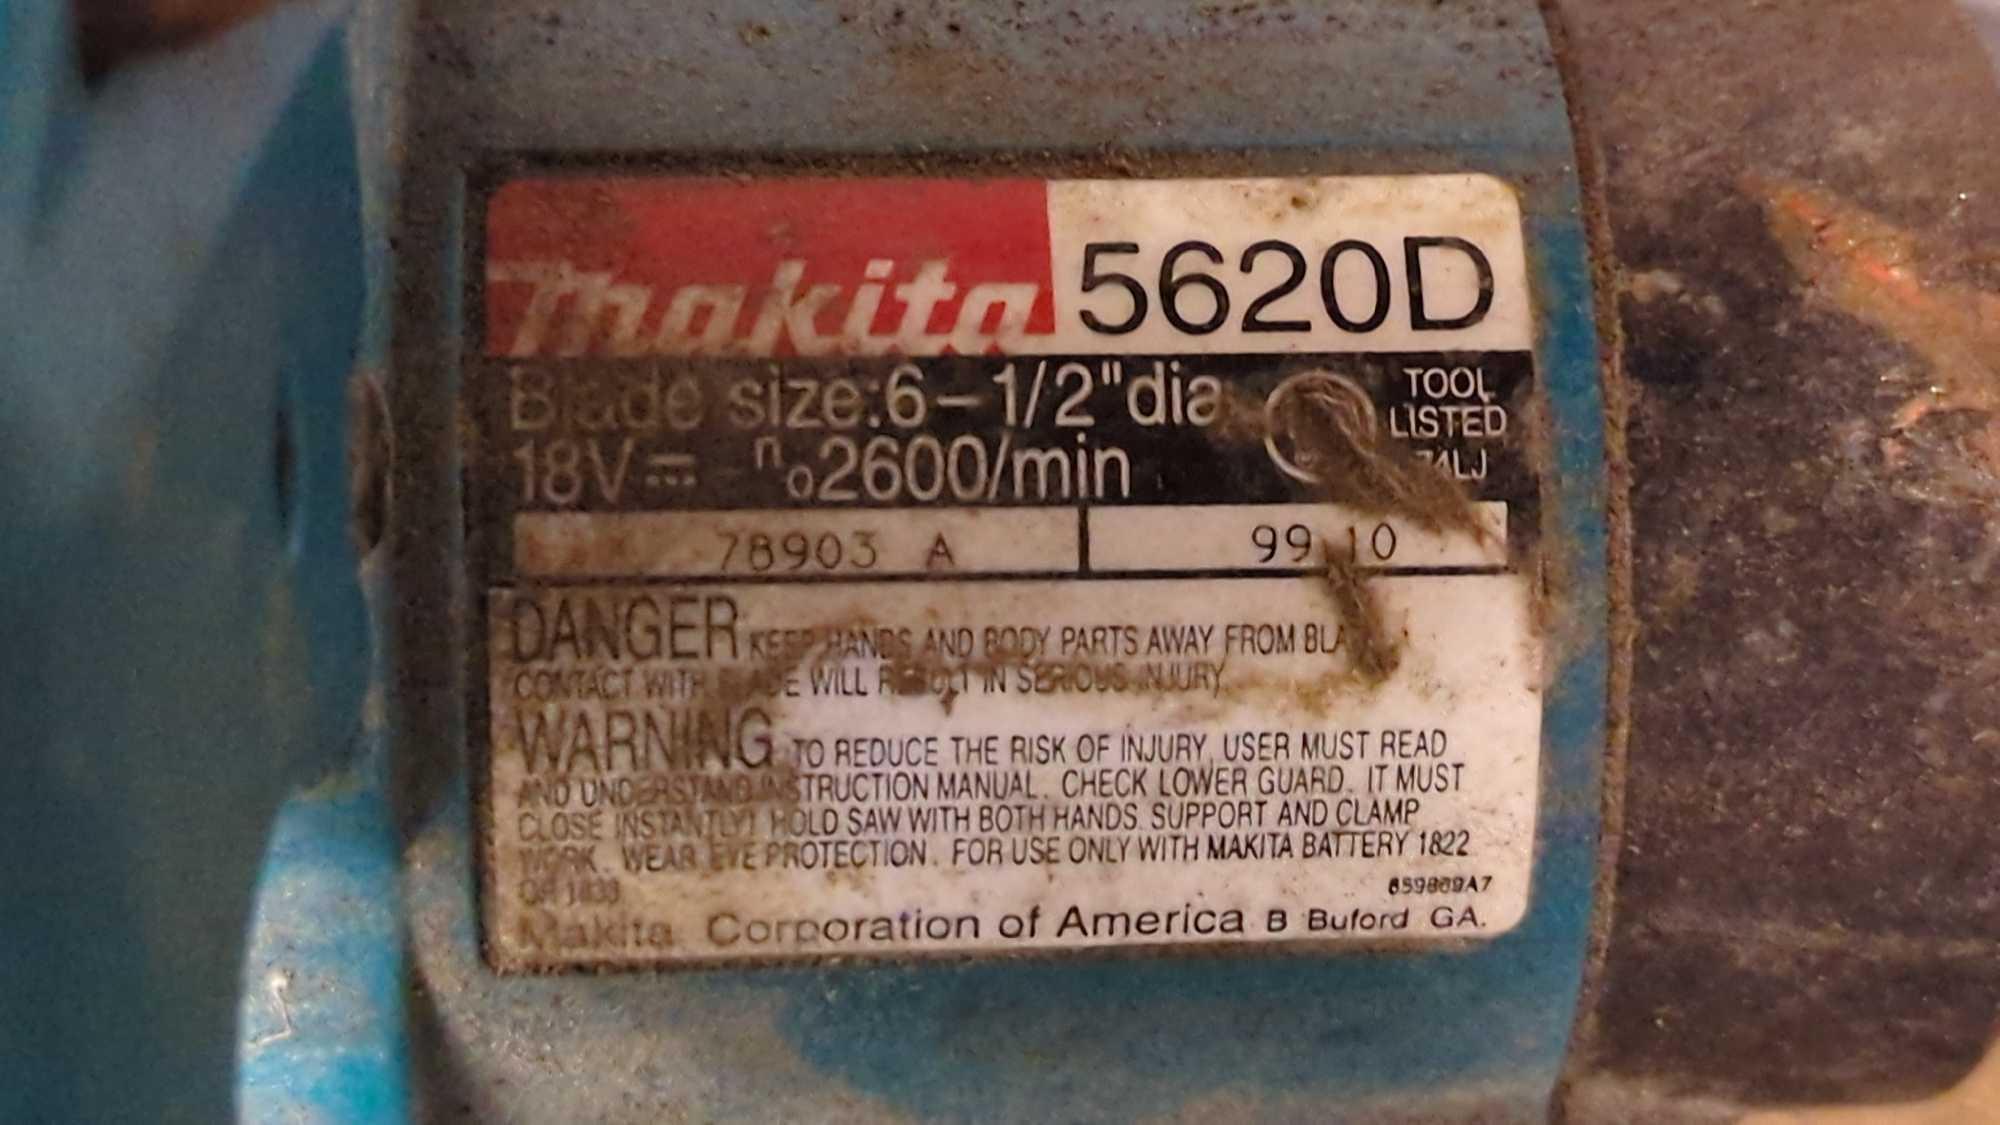 makita 5620D
Blade size:6-1/2"dia
TOOL
LISTED
18V⎓ n₀2600/min
78903 A
99 10
DANGER KEEP HANDS AND BODY PARTS AWAY FROM
CONTACT WITH BLADE WILL RESULT IN SERIOUS INJURY.
WARNING TO REDUCE THE RISK OF INJURY, USER MUST READ
AND UNDERSTAND INSTRUCTION MANUAL. CHECK LOWER GUARD. IT MUST
CLOSE INSTANTLY! HOLD SAW WITH BOTH HANDS. SUPPORT AND CLAMP
WORK. WEAR EYE PROTECTION. FOR USE ONLY WITH MAKITA BATTERY 1822
OR
Makita Corporation of America B Buford GA.